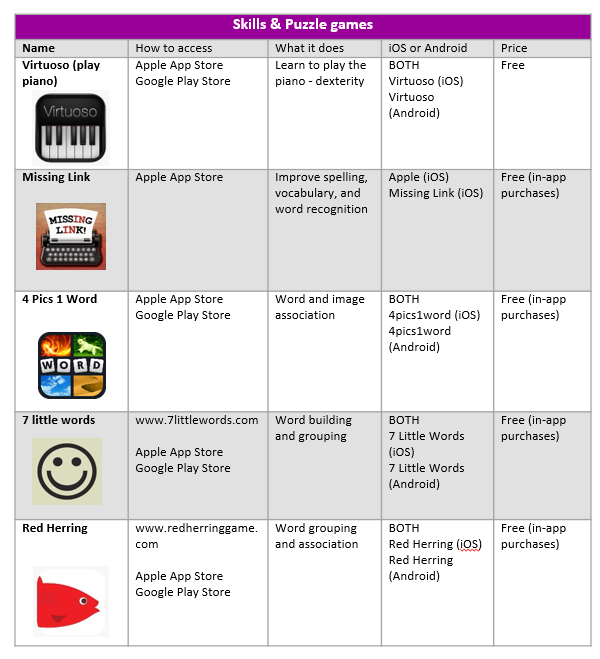 Skills & Puzzle games
Name
How to access
What it does
iOS or Android
Price
Virtuoso (play
piano)
Virtuoso
Apple App Store
Google Play Store
Learn to play the
piano - dexterity
BOTH
Virtuoso (iOS)
Virtuoso
(Android)
Free
Missing Link
MISSING
LINK!
Apple App Store
Improve spelling,
vocabulary, and
word recognition
Apple (iOS)
Missing Link (iOS)
Free (in-app
purchases)
4 Pics 1 Word
WORD
Apple App Store
Google Play Store
Word and image
association
BOTH
4pics1word (iOS)
4pics1word
(Android)
Free (in-app
purchases)
7 little words
www.7littlewords.com
Apple App Store
Google Play Store
Word building
and grouping
BOTH
7 Little Words
(iOS)
7 Little Words
(Android)
Free (in-app
purchases)
Red Herring
www.redherringgame.
com
Apple App Store
Google Play Store
Word grouping
and association
BOTH
Red Herring (iOS)
Red Herring
(Android)
Free (in-app
purchases)